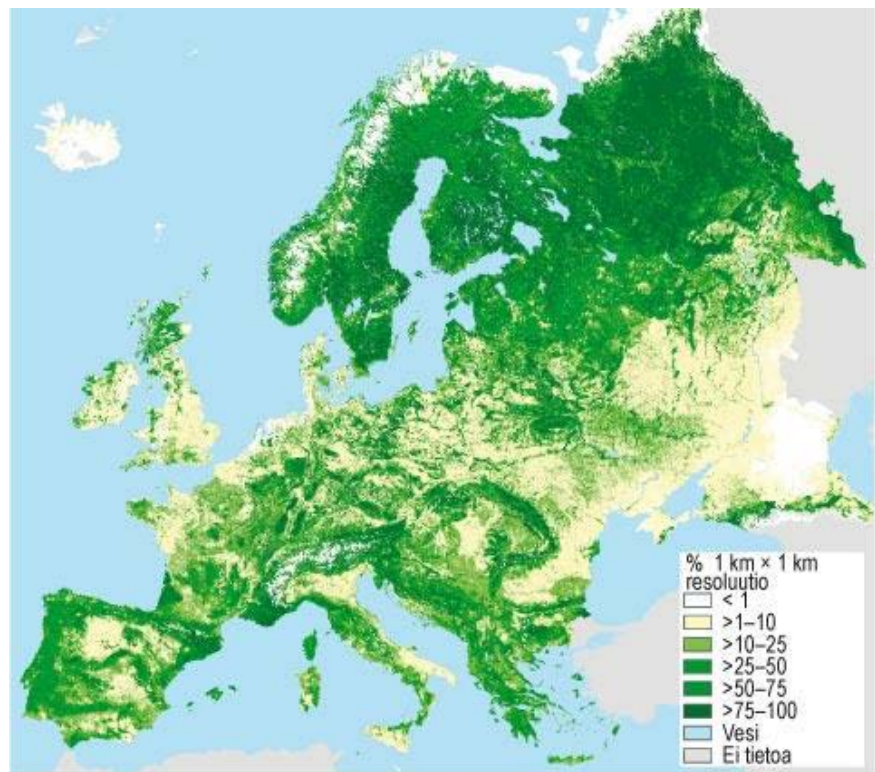 % 1 km × 1 km
resoluutio
< 1
>1–10
>10–25
>25–50
>50–75
>75–100
Vesi
Ei tietoa